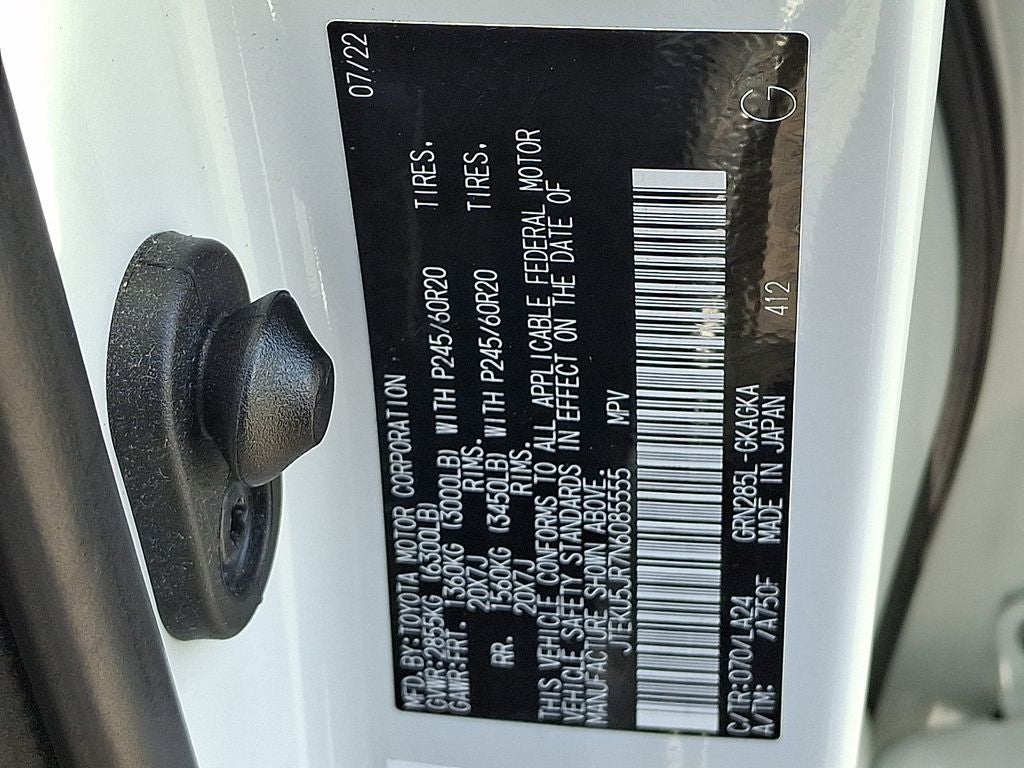 07/22
MFD. BY:TOYOTA MOTOR CORPORATION
GVWR:2855KG (6300LB)
GAWR:FRT. 1360KG (3000LB) WITH P245/60R20 TIRES.
20X7J RIMS.
RR. 1560KG (3450LB) WITH P245/60R20 TIRES.
20X7J RIMS.
THIS VEHICLE CONFORMS TO ALL APPLICABLE FEDERAL MOTOR
VEHICLE SAFETY STANDARDS IN EFFECT ON THE DATE OF
MANUFACTURE SHOWN ABOVE.
JTEKU5JR7N6085555 MPV
C/TR:070/LA24 GRN285L-GKAGKA 412
A/TM: /A750F MADE IN JAPAN G